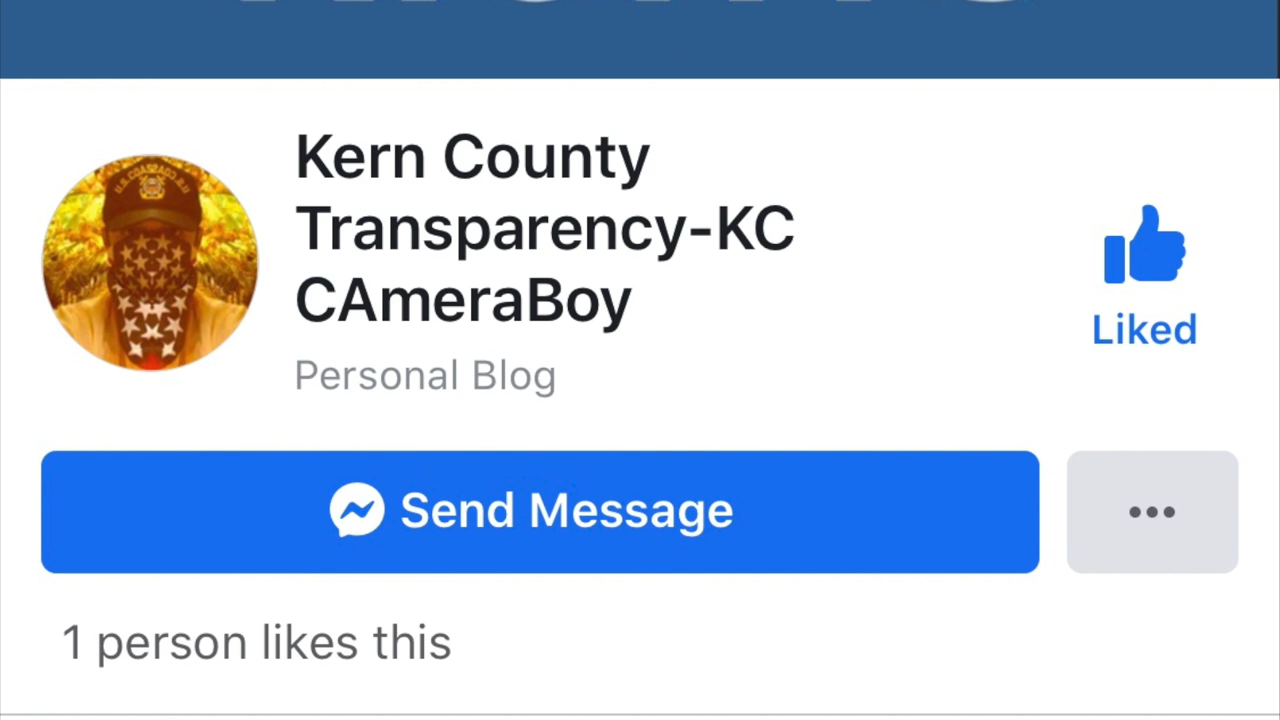 Kern County
Transparency-KC
CAmeraBoy
Personal Blog
Liked
Send Message
1 person likes this